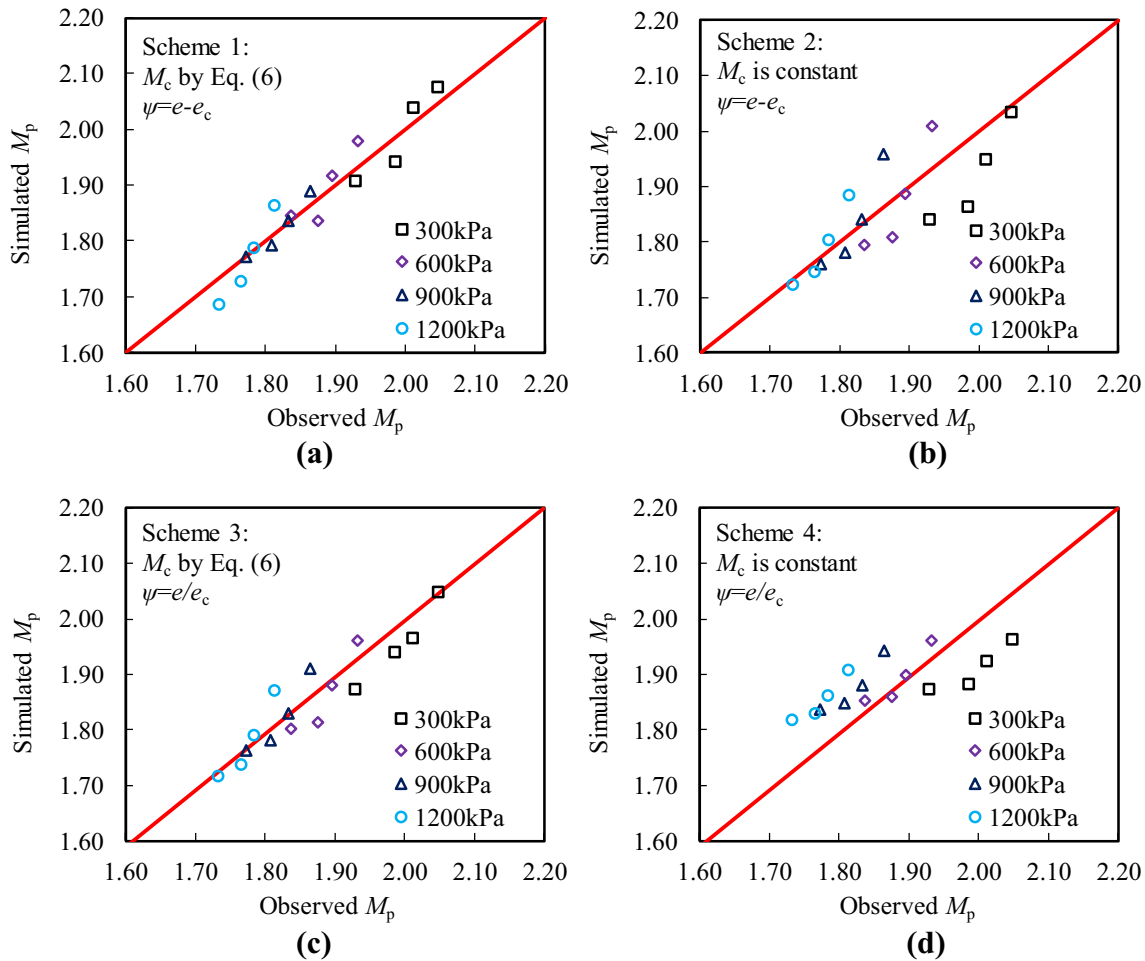 Scheme 1:
Mc by Eq. (6)
ψ=e-ec
2.20
2.10
2.00
1.90
1.80
1.70
1.60
Simulated Mp
300kPa
600kPa
900kPa
1200kPa
1.60 1.70 1.80 1.90 2.00 2.10 2.20
Observed Mp
(a)
Scheme 2:
Mc is constant
ψ=e-ec
2.20
2.10
2.00
1.90
1.80
1.70
1.60
Simulated Mp
300kPa
600kPa
900kPa
1200kPa
1.60 1.70 1.80 1.90 2.00 2.10 2.20
Observed Mp
(b)
Scheme 3:
Mc by Eq. (6)
ψ=e/ec
2.20
2.10
2.00
1.90
1.80
1.70
1.60
Simulated Mp
300kPa
600kPa
900kPa
1200kPa
1.60 1.70 1.80 1.90 2.00 2.10 2.20
Observed Mp
(c)
Scheme 4:
Mc is constant
ψ=e/ec
2.20
2.10
2.00
1.90
1.80
1.70
1.60
Simulated Mp
300kPa
600kPa
900kPa
1200kPa
1.60 1.70 1.80 1.90 2.00 2.10 2.20
Observed Mp
(d)